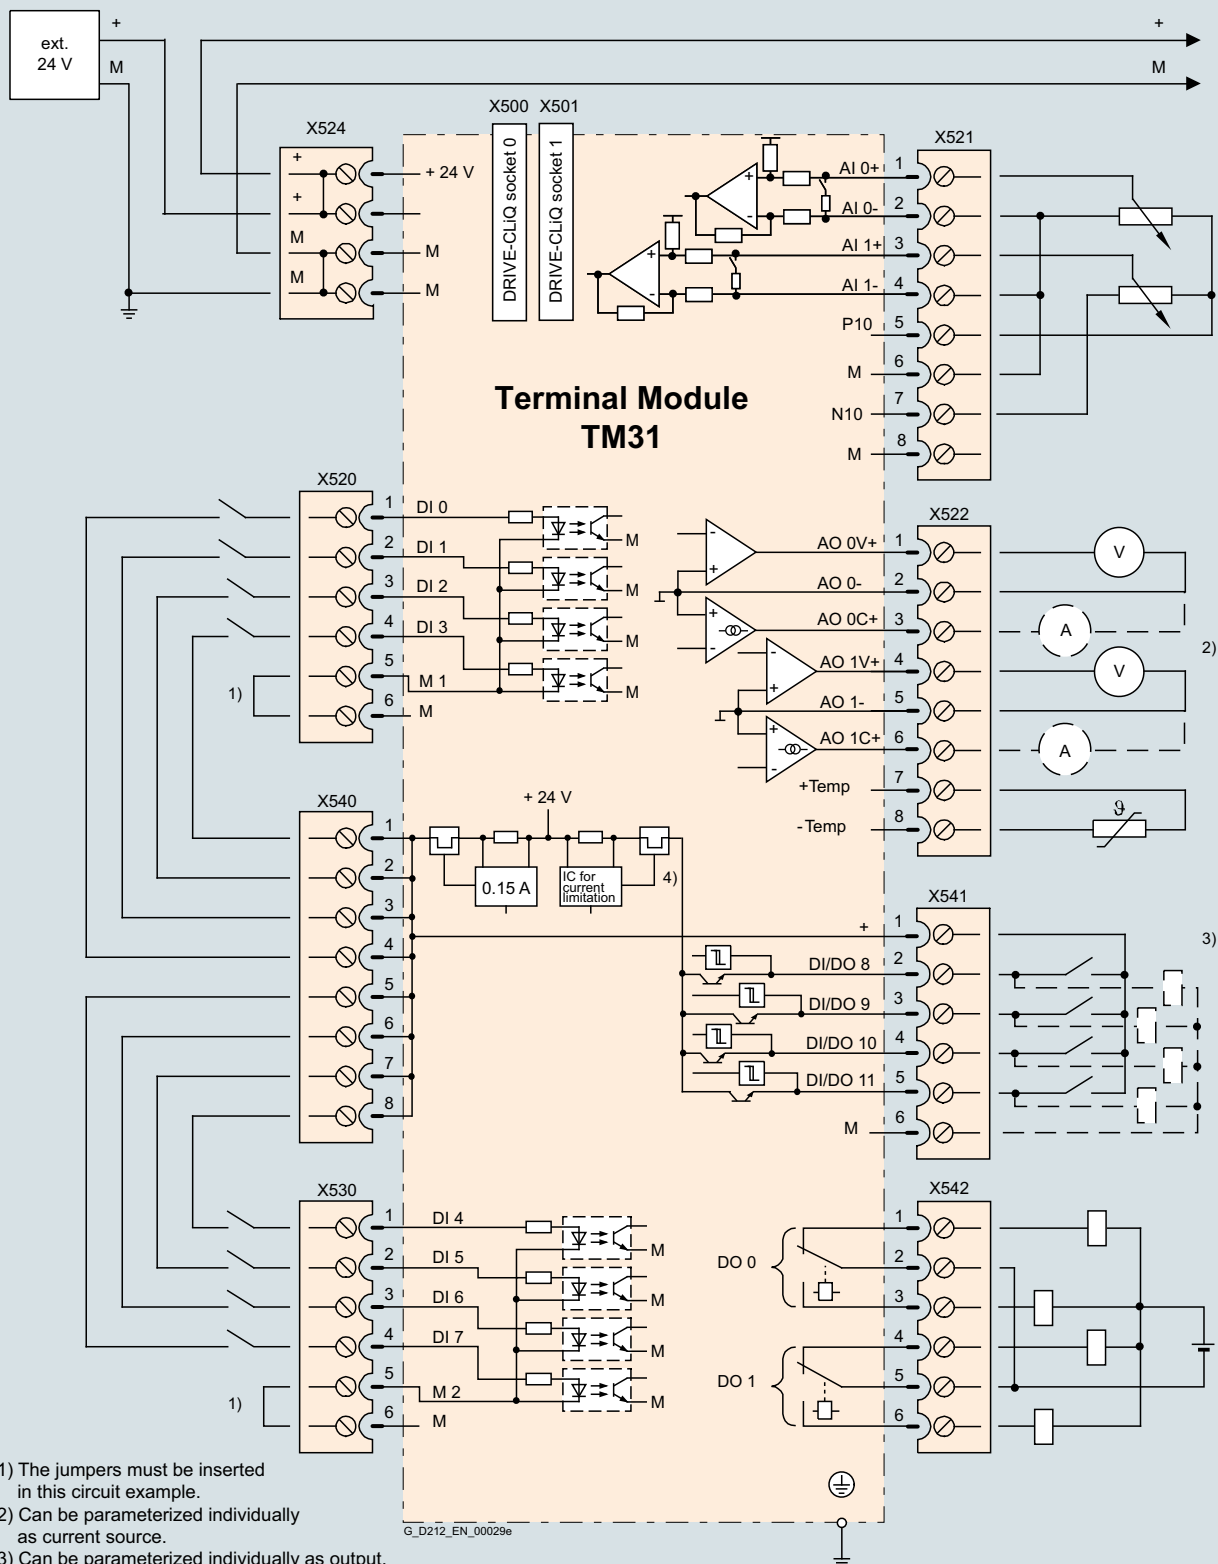 ext.
24 V
+
M
+
M
X524
+
+
M
M
+ 24 V
M
M
X500
X501
DRIVE-CLiQ socket 0
DRIVE-CLiQ socket 1
+
-
+
-
AI 0+
AI 0-
AI 1+
AI 1-
P10
M
N10
M
X521
1
2
3
4
5
6
7
8
Terminal Module
TM31
X520
1
2
3
4
5
6
DI 0
DI 1
DI 2
DI 3
M 1
M
M
M
M
M
1)
X522
-
+
+
-
-
+
+
-
AO 0V+
AO 0-
AO 0C+
AO 1V+
AO 1-
AO 1C+
+Temp
-Temp
1
2
3
4
5
6
7
8
V
A
V
A
ϑ
2)
X540
1
2
3
4
5
6
7
8
+ 24 V
0.15 A
IC for
current
limitation
4)
X541
+
DI/DO 8
DI/DO 9
DI/DO 10
DI/DO 11
M
1
2
3
4
5
6
3)
X530
1
2
3
4
5
6
DI 4
DI 5
DI 6
DI 7
M 2
M
M
M
M
M
1)
X542
DO 0
DO 1
1
2
3
4
5
6
1) The jumpers must be inserted
in this circuit example.
2) Can be parameterized individually
as current source.
3) Can be parameterized individually as output.
G_D212_EN_00029e